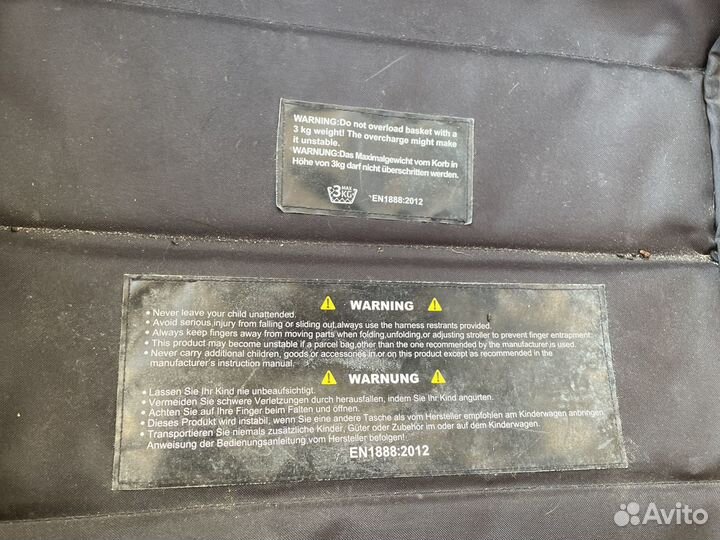 WARNING:Do not overload basket with a
3 kg weight! The overcharge might make
it unstable.
WARNUNG:Das Maximalgewicht vom Korb in
Höhe von 3kg darf nicht überschritten werden.
3 MAX
KG
EN1888:2012
WARNING
• Never leave your child unattended.
• Avoid serious injury from falling or sliding out,always use the harness restrants provided.
• Always keep fingers away from moving parts when folding,unfolding,or adjusting stroller to prevent finger entrapment.
• This product may become unstable if a parcel bag,other than the one recommended by the manufacturer,is used.
• Never carry additional children, goods or accessories in,or on this product except as recommended in the
manufacturer's instruction manual.
WARNUNG
• Lassen Sie Ihr Kind nie unbeaufsichtigt.
• Vermeiden Sie schwere Verletzungen durch herausfallen, indem Sie Ihr Kind angurten.
• Achten Sie auf Ihre Finger beim Falten und öffnen.
• Dieses Produkt wird instabil, wenn Sie eine andere Tasche als vom Hersteller empfohlen am Kinderwagen anbringen.
• Transportieren Sie niemals zusätzliche Kinder, Güter oder Zubehör im oder auf dem Kinderwagen.
Anweisung der Bedienungsanleitung vom Hersteller befolgen!
EN1888:2012
Avito